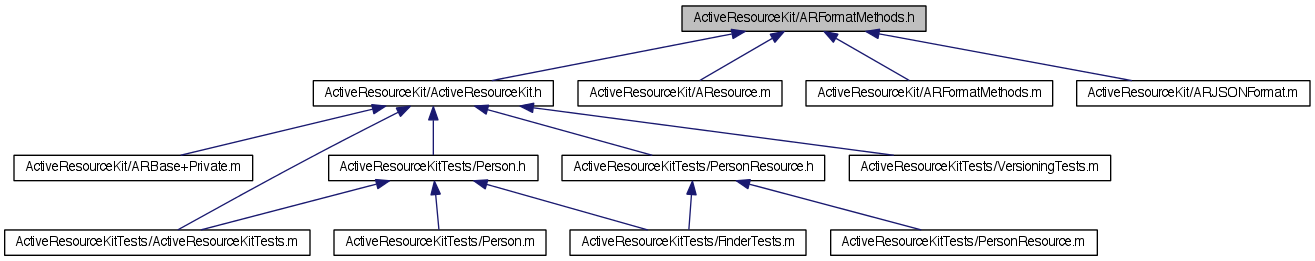 ActiveResourceKit/ARFormatMethods.h
ActiveResourceKit/ActiveResourceKit.h
ActiveResourceKit/AResource.m
ActiveResourceKit/ARFormatMethods.m
ActiveResourceKit/ARJSONFormat.m
ActiveResourceKit/ARBase+Private.m
ActiveResourceKitTests/Person.h
ActiveResourceKitTests/PersonResource.h
ActiveResourceKitTests/VersioningTests.m
ActiveResourceKitTests/ActiveResourceKitTests.m
ActiveResourceKitTests/Person.m
ActiveResourceKitTests/FinderTests.m
ActiveResourceKitTests/PersonResource.m